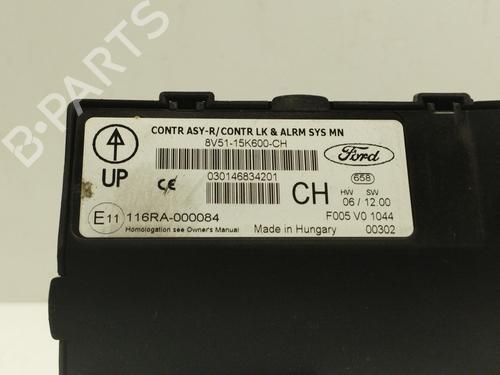 CONTR ASY-R/CONTR LK & ALRM SYS MN
8V51-15K600-CH
Ford
UP
CE
030146834201
CH
658
HW SW
06 / 12.00
E11 116RA-000084
F005 V0 1044
Homologation see Owner's Manual
Made in Hungary
00302
B-PARTS